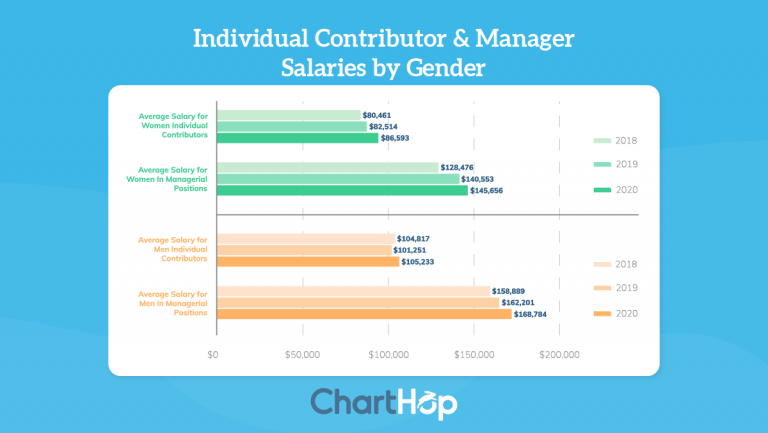 Individual Contributor & Manager
Salaries by Gender
Average Salary for
Women Individual
Contributors
$80,461
$82,514
$86,593
2018
2019
2020
Average Salary for
Women In Managerial
Positions
$128,476
$140,553
$145,656
Average Salary for
Men Individual
Contributors
$104,817
$101,251
$105,233
2018
2019
2020
Average Salary for
Men In Managerial
Positions
$158,889
$162,201
$168,784
$0
$50,000
$100,000
$150,000
$200,000
ChartHop